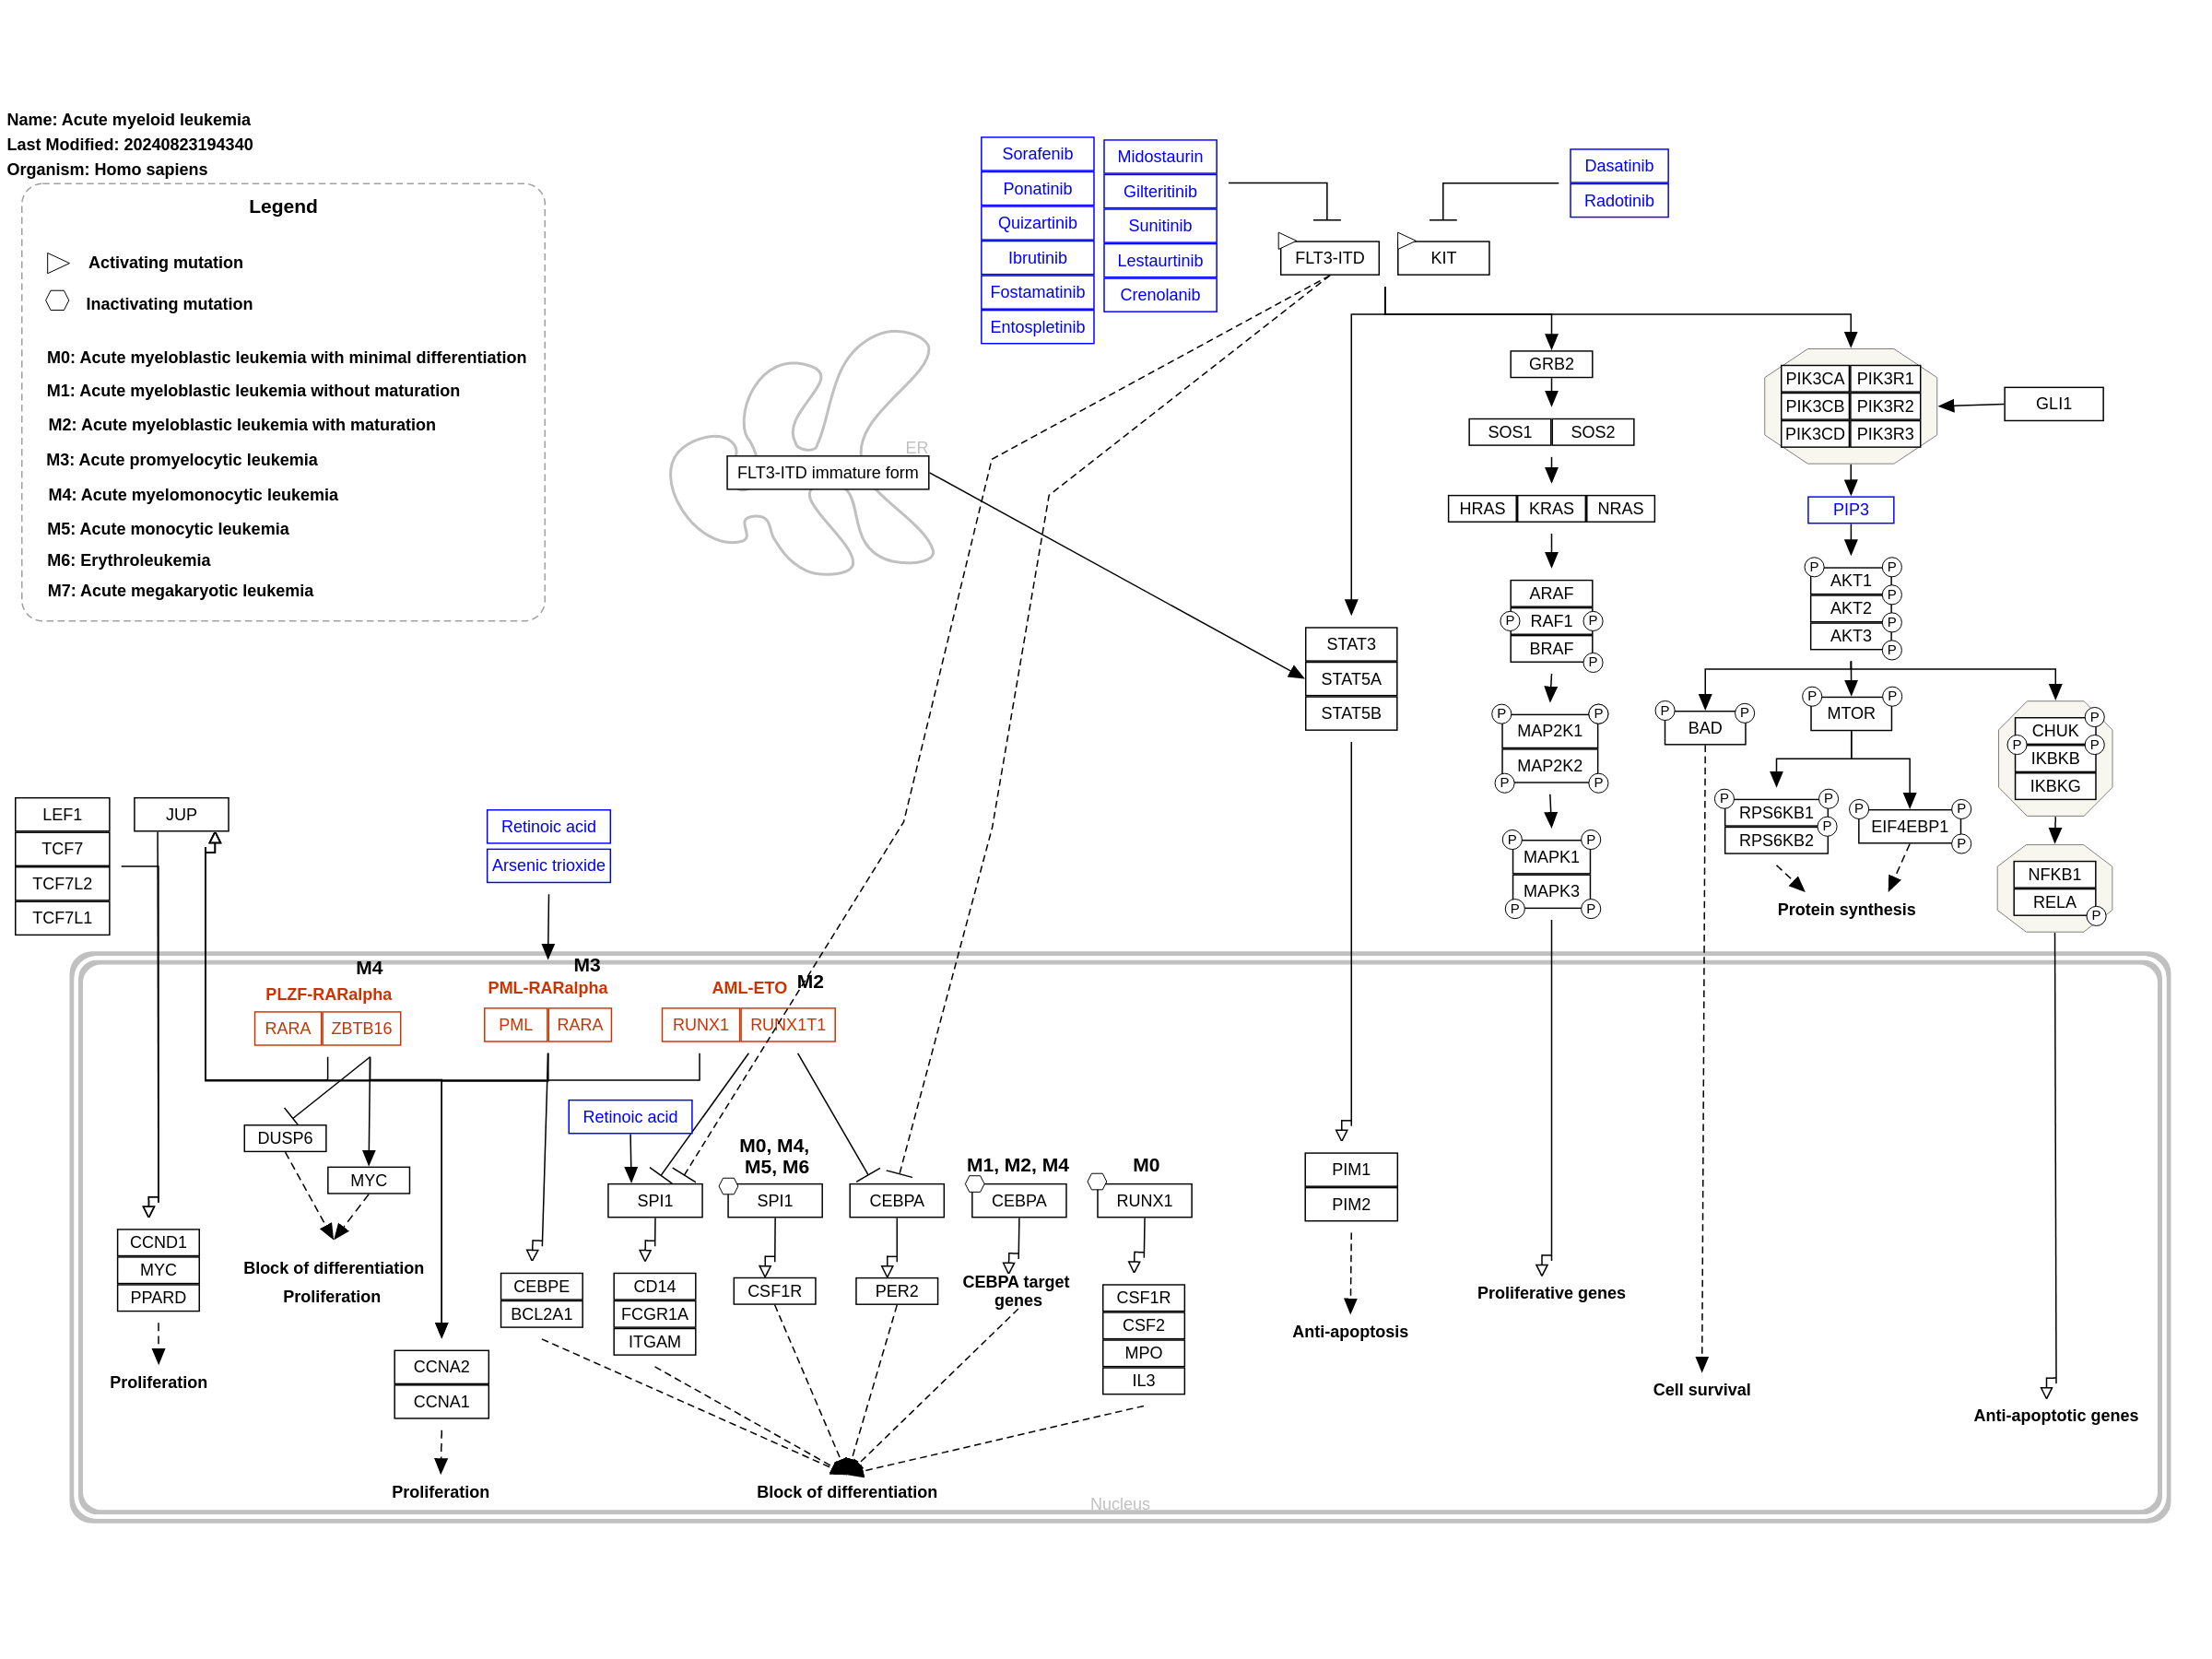 Name: Acute myeloid leukemia
Last Modified: 20240823194340
Organism: Homo sapiens
Legend
Activating mutation
Inactivating mutation
M0: Acute myeloblastic leukemia with minimal differentiation
M1: Acute myeloblastic leukemia without maturation
M2: Acute myeloblastic leukemia with maturation
M3: Acute promyelocytic leukemia
M4: Acute myelomonocytic leukemia
M5: Acute monocytic leukemia
M6: Erythroleukemia
M7: Acute megakaryotic leukemia
Sorafenib
Ponatinib
Quizartinib
Ibrutinib
Fostamatinib
Entospletinib
Midostaurin
Gilteritinib
Sunitinib
Lestaurtinib
Crenolanib
Dasatinib
Radotinib
FLT3-ITD
KIT
ER
FLT3-ITD immature form
GRB2
SOS1 SOS2
HRAS KRAS NRAS
ARAF
P RAF1 P
BRAF
P
P P
MAP2K1
MAP2K2
P P
P P
MAPK1
MAPK3
P P
Proliferative genes
PIK3CA PIK3R1
PIK3CB PIK3R2
PIK3CD PIK3R3
GLI1
PIP3
P P
AKT1
P
AKT2
P
AKT3
P
P P
BAD
P P
MTOR
P
CHUK
P P
IKBKB
IKBKG
P P
RPS6KB1
P
RPS6KB2
P P
EIF4EBP1
P
Protein synthesis
NFKB1
RELA
P
STAT3
STAT5A
STAT5B
PIM1
PIM2
Anti-apoptosis
Cell survival
Anti-apoptotic genes
LEF1
TCF7
TCF7L2
TCF7L1
JUP
Retinoic acid
Arsenic trioxide
M4
PLZF-RARalpha
RARA ZBTB16
M3
PML-RARalpha
PML RARA
M2
AML-ETO
RUNX1 RUNX1T1
DUSP6
MYC
Block of differentiation
Proliferation
CCND1
MYC
PPARD
Proliferation
CCNA2
CCNA1
Proliferation
Retinoic acid
SPI1
M0, M4,
M5, M6
SPI1
CEBPA
M1, M2, M4
CEBPA
M0
RUNX1
CEBPE
BCL2A1
CD14
FCGR1A
ITGAM
CSF1R
PER2
CEBPA target
genes
CSF1R
CSF2
MPO
IL3
Block of differentiation
Nucleus